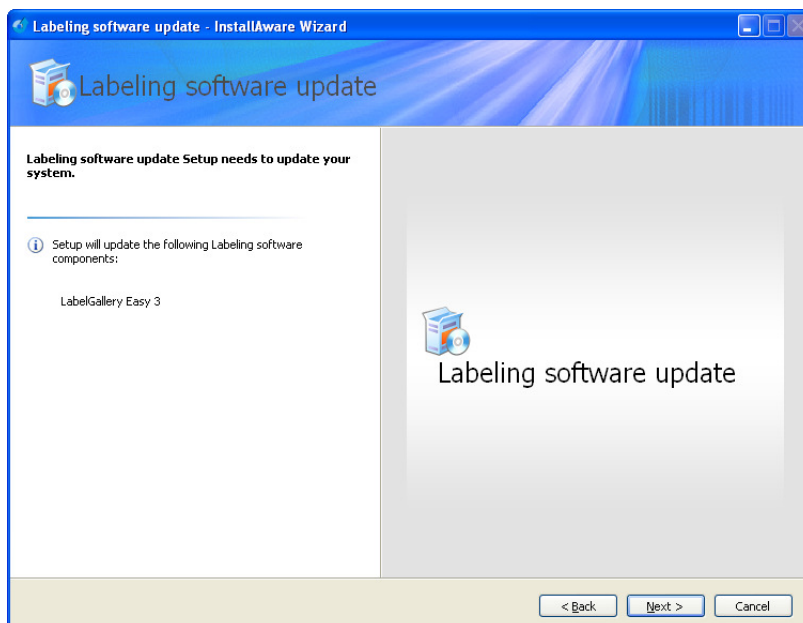 Labeling software update - InstallAware Wizard
Labeling software update
Labeling software update Setup needs to update your
system.
Setup will update the following Labeling software
components:
LabelGallery Easy 3
Labeling software update
< Back
Next >
Cancel